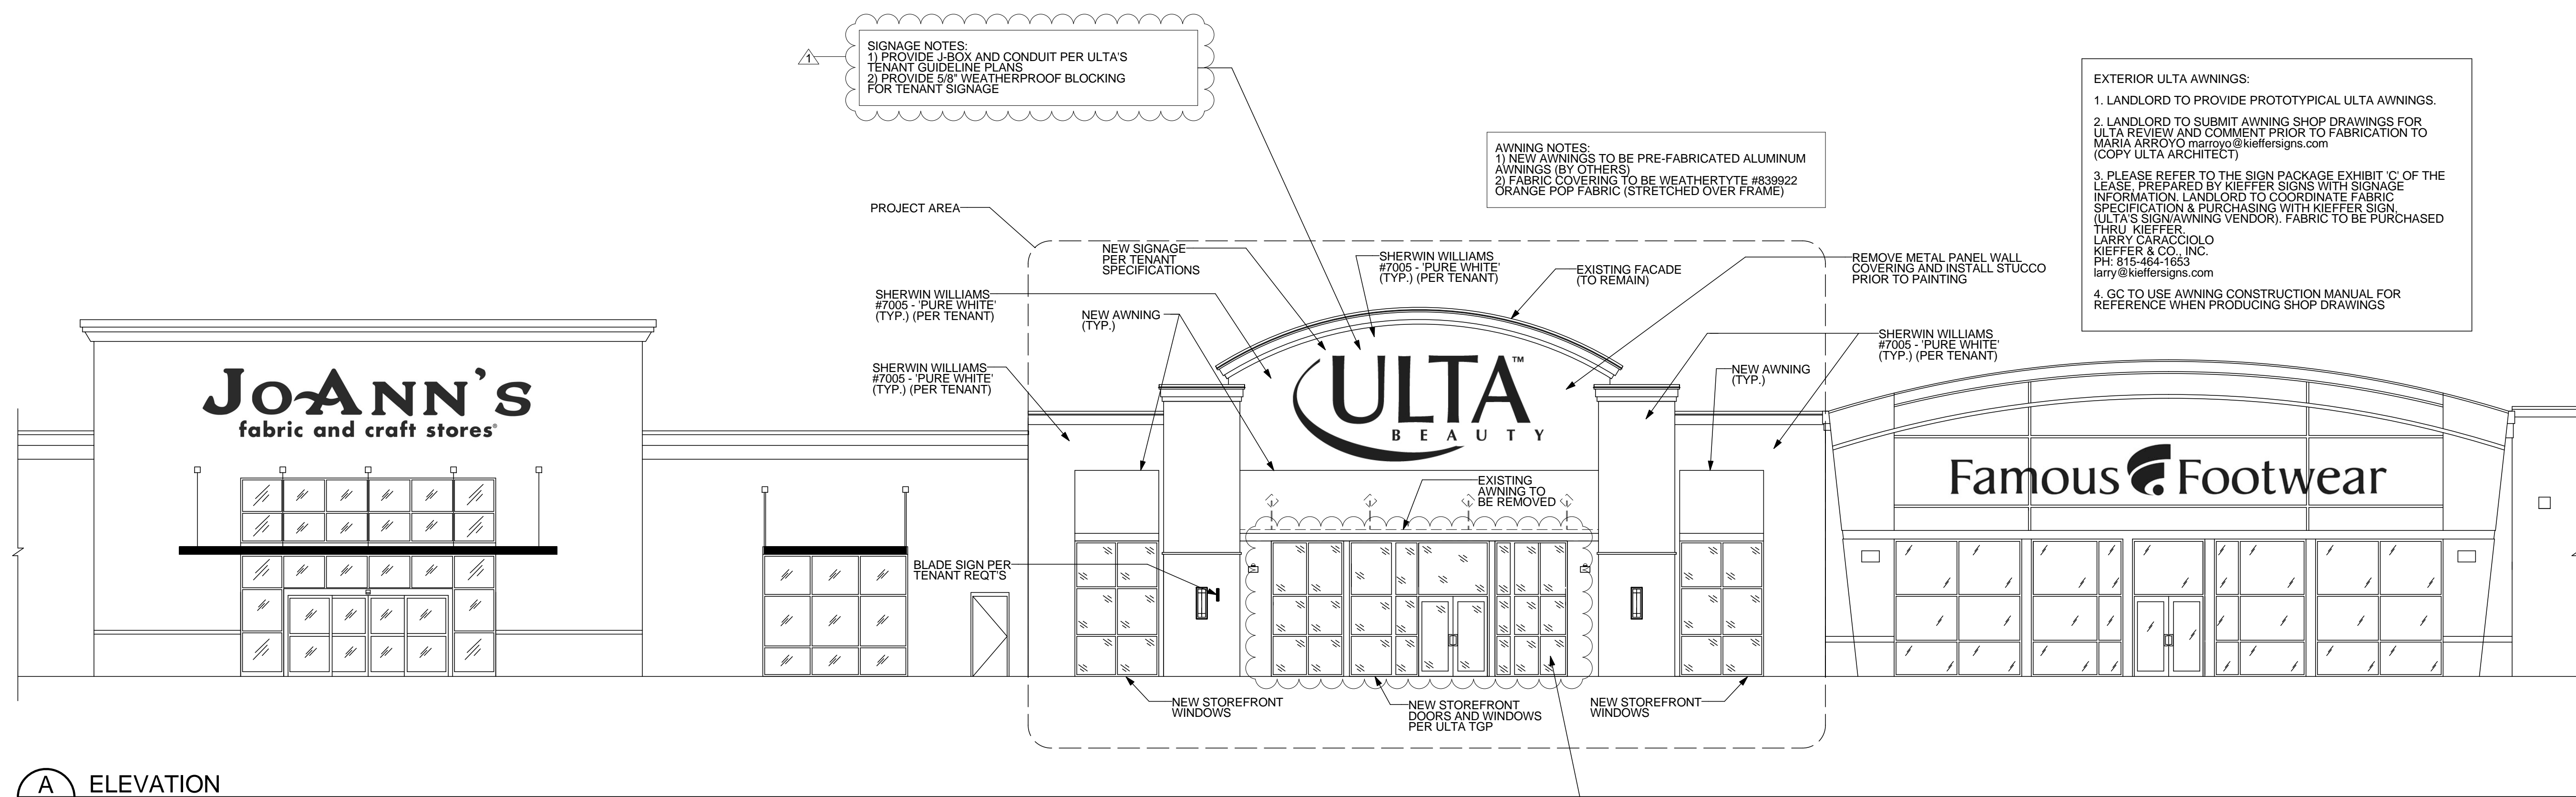 SIGNAGE NOTES:
1) PROVIDE J-BOX AND CONDUIT PER ULTA'S
TENANT GUIDELINE PLANS
2) PROVIDE 5/8" WEATHERPROOF BLOCKING
FOR TENANT SIGNAGE
1
EXTERIOR ULTA AWNINGS:
1. LANDLORD TO PROVIDE PROTOTYPICAL ULTA AWNINGS.
2. LANDLORD TO SUBMIT AWNING SHOP DRAWINGS FOR
ULTA REVIEW AND COMMENT PRIOR TO FABRICATION TO
MARIA ARROYO marroyo@kieffersigns.com
(COPY ULTA ARCHITECT)
3. PLEASE REFER TO THE SIGN PACKAGE EXHIBIT 'C' OF THE
LEASE, PREPARED BY KIEFFER SIGNS WITH SIGNAGE
INFORMATION. LANDLORD TO COORDINATE FABRIC
SPECIFICATION & PURCHASING WITH KIEFFER SIGN,
(ULTA'S SIGN/AWNING VENDOR). FABRIC TO BE PURCHASED
THRU KIEFFER.
LARRY CARACCIOLO
KIEFFER & CO., INC.
PH: 815-464-1653
larry@kieffersigns.com
4. GC TO USE AWNING CONSTRUCTION MANUAL FOR
REFERENCE WHEN PRODUCING SHOP DRAWINGS
AWNING NOTES:
1) NEW AWNINGS TO BE PRE-FABRICATED ALUMINUM
AWNINGS (BY OTHERS)
2) FABRIC COVERING TO BE WEATHERTYTE #839922
ORANGE POP FABRIC (STRETCHED OVER FRAME)
PROJECT AREA
NEW SIGNAGE
PER TENANT
SPECIFICATIONS
SHERWIN WILLIAMS
#7005 - 'PURE WHITE'
(TYP.) (PER TENANT)
EXISTING FACADE
(TO REMAIN)
REMOVE METAL PANEL WALL
COVERING AND INSTALL STUCCO
PRIOR TO PAINTING
SHERWIN WILLIAMS
#7005 - 'PURE WHITE'
(TYP.) (PER TENANT)
NEW AWNING
(TYP.)
SHERWIN WILLIAMS
#7005 - 'PURE WHITE'
(TYP.) (PER TENANT)
SHERWIN WILLIAMS
#7005 - 'PURE WHITE'
(TYP.) (PER TENANT)
NEW AWNING
(TYP.)
JOANN'S
fabric and craft stores®
ULTA™
BEAUTY
Famous Footwear
EXISTING
AWNING TO
BE REMOVED
BLADE SIGN PER
TENANT REQT'S
NEW STOREFRONT
WINDOWS
NEW STOREFRONT
DOORS AND WINDOWS
PER ULTA TGP
NEW STOREFRONT
WINDOWS
A
ELEVATION